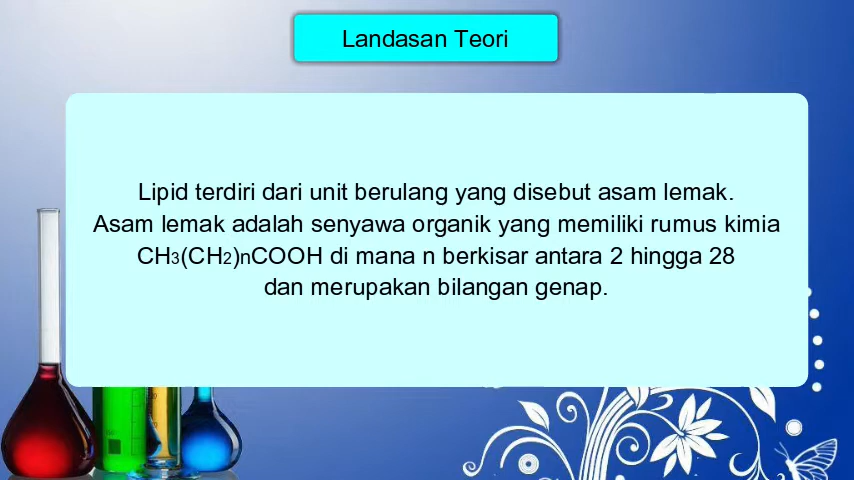 Landasan Teori
Lipid terdiri dari unit berulang yang disebut asam lemak.
Asam lemak adalah senyawa organik yang memiliki rumus kimia
CH3(CH2)nCOOH di mana n berkisar antara 2 hingga 28
dan merupakan bilangan genap.